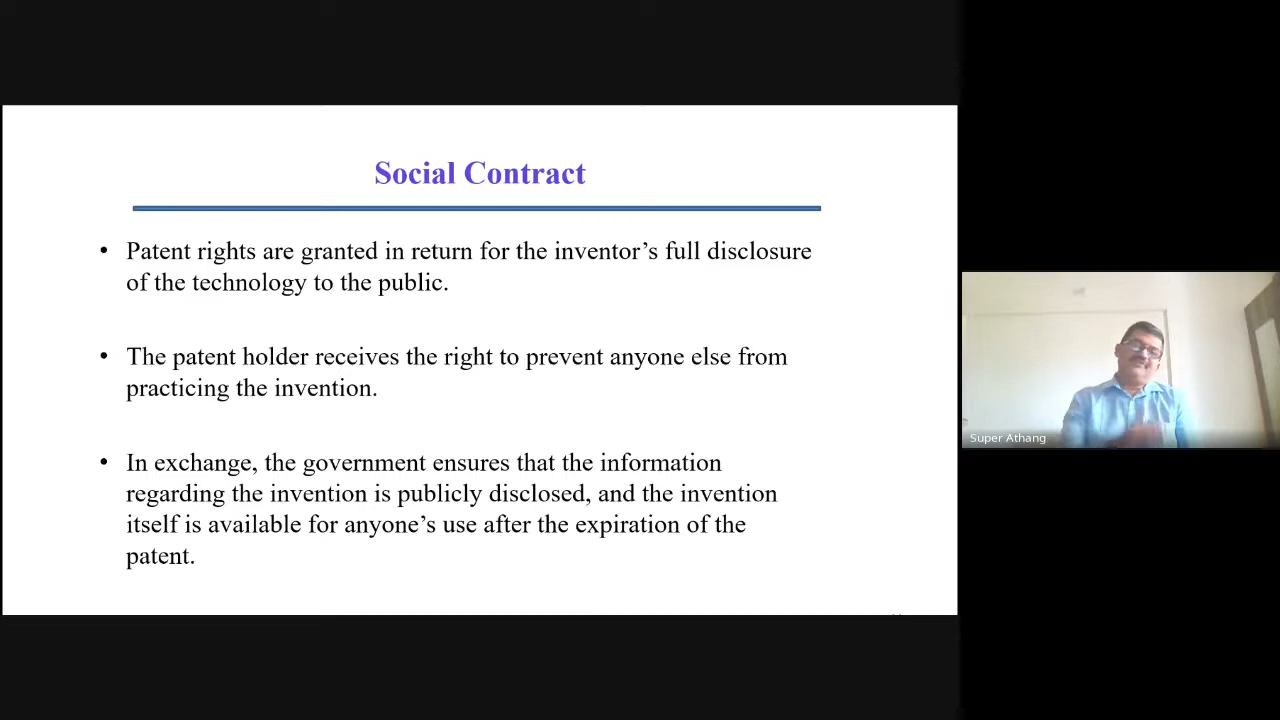 Social Contract
• Patent rights are granted in return for the inventor’s full disclosure
of the technology to the public.
• The patent holder receives the right to prevent anyone else from
practicing the invention.
• In exchange, the government ensures that the information
regarding the invention is publicly disclosed, and the invention
itself is available for anyone’s use after the expiration of the
patent.
Super Athang